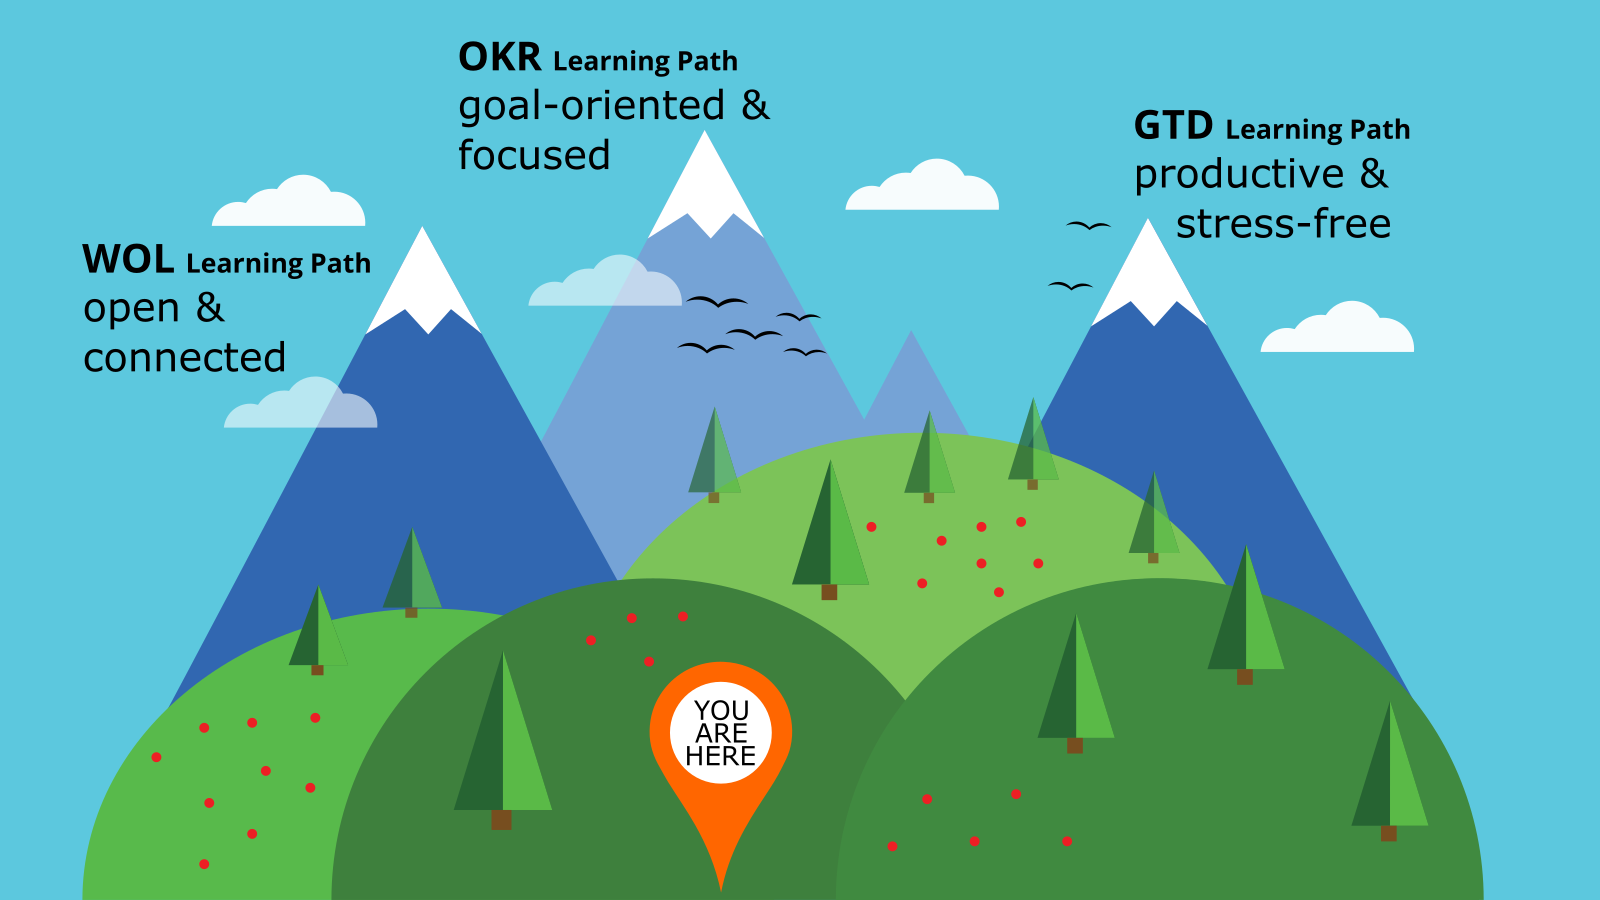 OKR Learning Path
goal-oriented &
focused
GTD Learning Path
productive &
stress-free
WOL Learning Path
open &
connected
YOU
ARE
HERE